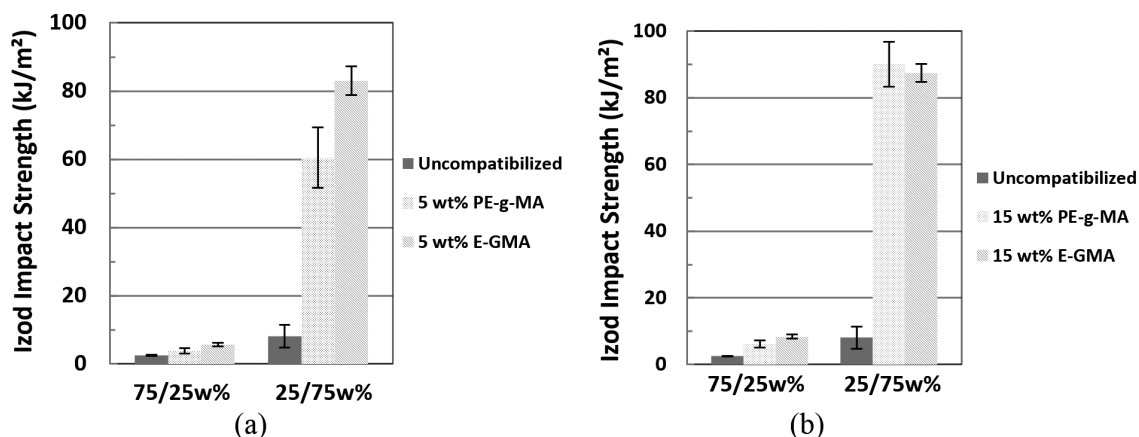 Izod Impact Strength (kJ/m²)
100
80
60
40
20
0
75/25w%
25/75w%
Uncompatibilized
5 wt% PE-g-MA
5 wt% E-GMA
(a)
Izod Impact Strength (kJ/m²)
100
80
60
40
20
0
75/25w%
25/75w%
Uncompatibilized
15 wt% PE-g-MA
15 wt% E-GMA
(b)